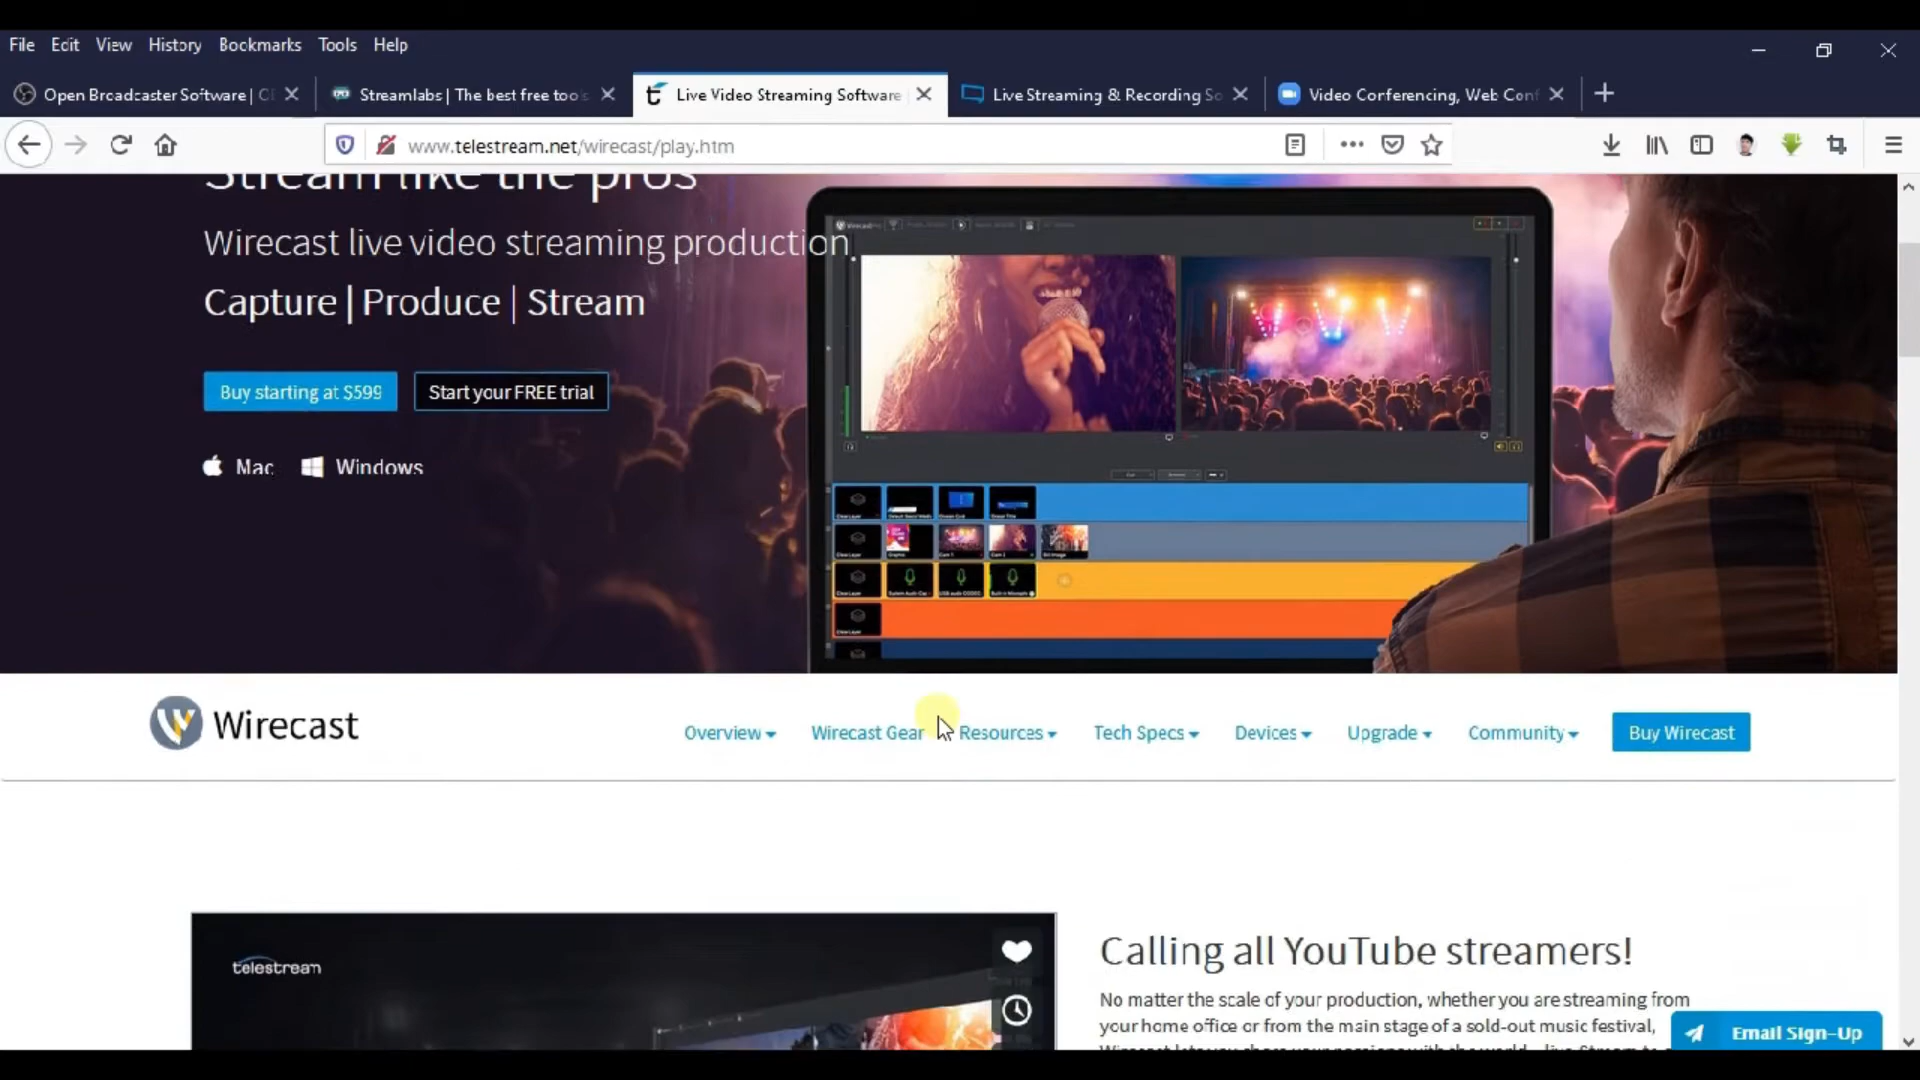 File Edit View History Bookmarks Tools Help
Open Broadcaster Software |
Streamlabs | The best free
Live Video Streaming Software
Live Streaming & Recording
Video Conferencing, Web
www.telestream.net/wirecast/play.htm
Stream like the pros
Wirecast live video streaming production
Capture | Produce | Stream
Buy starting at $599
Start your FREE trial
Mac Windows
Wirecast
Overview
Wirecast Gear
Resources
Tech Specs
Devices
Upgrade
Community
Buy Wirecast
telestream
Calling all YouTube streamers!
No matter the scale of your production, whether you are streaming from
your home office or from the main stage of a sold-out music festival,
Email Sign-Up